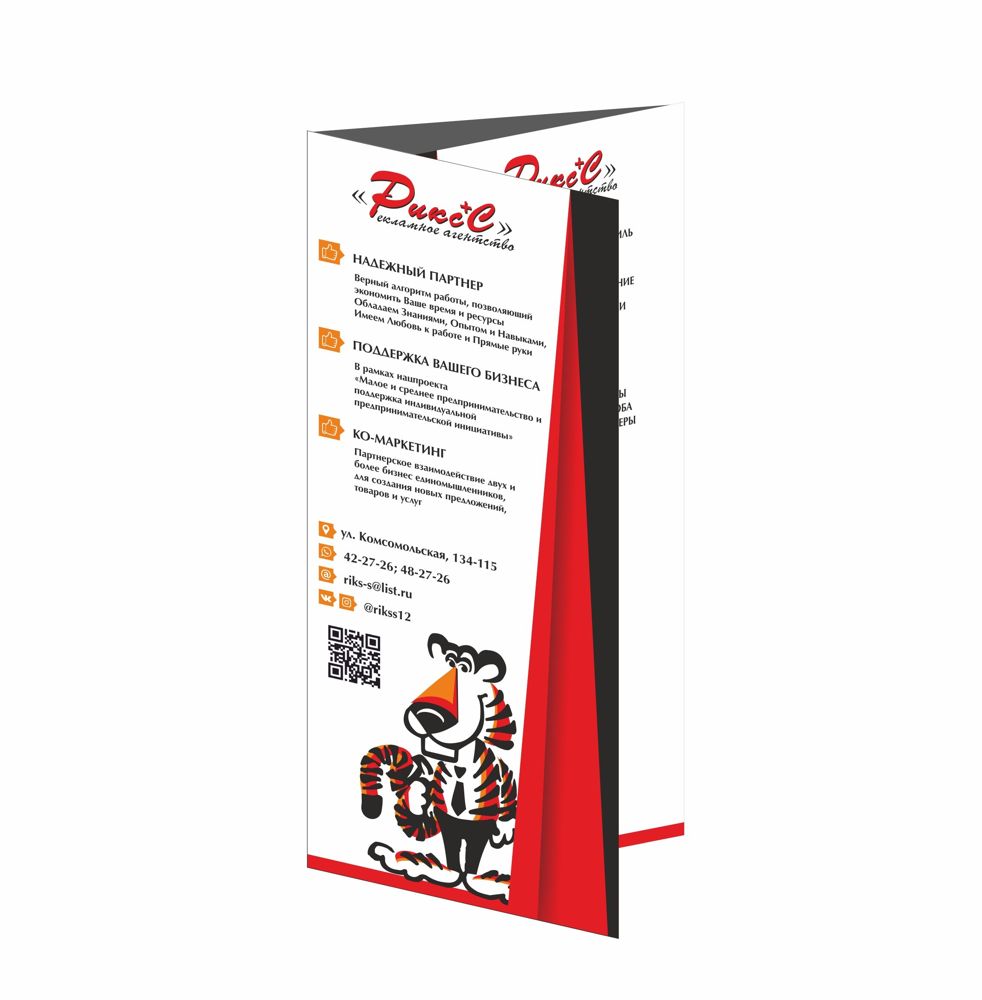 «Рикс+С»
Рекламное агентство
НАДЕЖНЫЙ ПАРТНЕР
Верный алгоритм работы, позволяющий
экономить Ваше время и ресурсы
Обладаем Знаниями, Опытом и Навыками,
Имеем Любовь к работе и Прямые руки
ПОДДЕРЖКА ВАШЕГО БИЗНЕСА
В рамках нацпроекта
«Малое и среднее предпринимательство и
поддержка индивидуальной
предпринимательской инициативы»
КО-МАРКЕТИНГ
Партнерское взаимодействие двух и
более бизнес единомышленников,
для создания новых предложений,
товаров и услуг
ул. Комсомольская, 134-115
42-27-26; 48-27-26
riks-s@list.ru
@rikss12
Рикс+С»